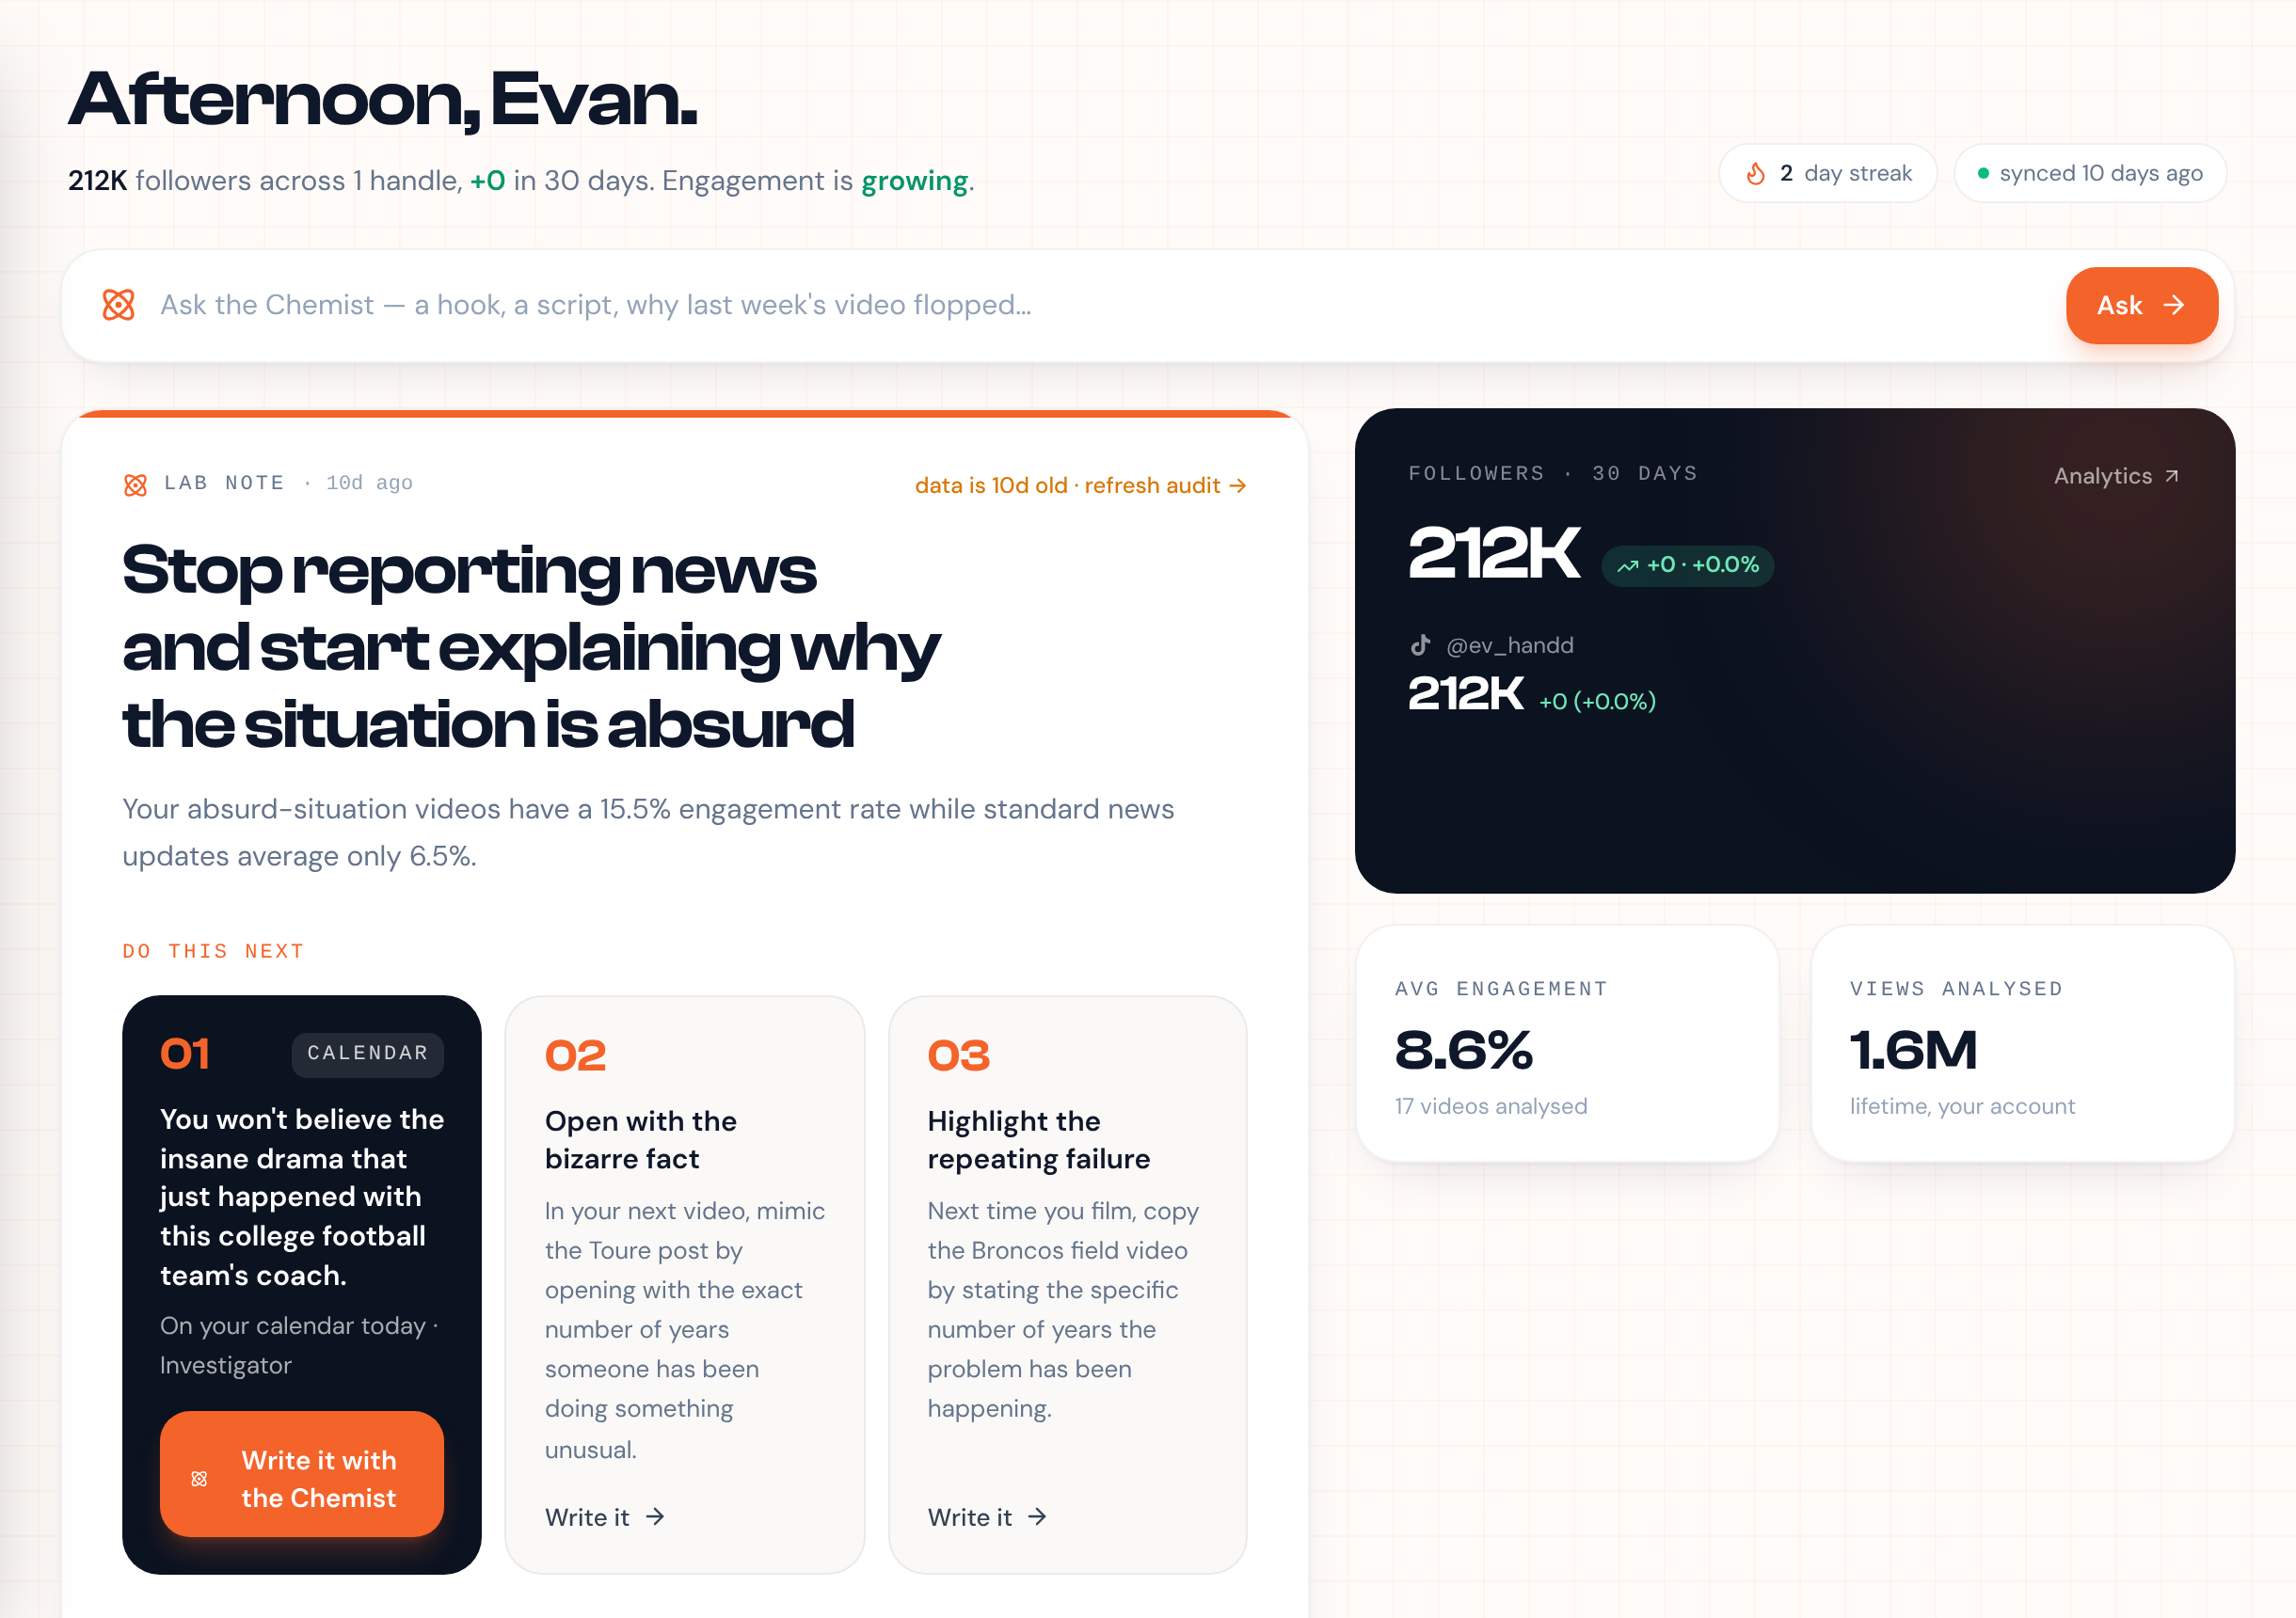 Afternoon, Evan.
212K followers across 1 handle, +0 in 30 days. Engagement is growing.
2 day streak
synced 10 days ago
Ask the Chemist — a hook, a script, why last week's video flopped...
Ask →
LAB NOTE · 10d ago
data is 10d old · refresh audit →
Stop reporting news
and start explaining why
the situation is absurd
Your absurd-situation videos have a 15.5% engagement rate while standard news
updates average only 6.5%.
DO THIS NEXT
01
CALENDAR
You won't believe the
insane drama that
just happened with
this college football
team's coach.
On your calendar today ·
Investigator
Write it with
the Chemist
02
Open with the
bizarre fact
In your next video, mimic
the Toure post by
opening with the exact
number of years
someone has been
doing something
unusual.
Write it →
03
Highlight the
repeating failure
Next time you film, copy
the Broncos field video
by stating the specific
number of years the
problem has been
happening.
Write it →
FOLLOWERS · 30 DAYS
Analytics ↗
212K
+0 · +0.0%
@ev_handd
212K +0 (+0.0%)
AVG ENGAGEMENT
8.6%
17 videos analysed
VIEWS ANALYSED
1.6M
lifetime, your account